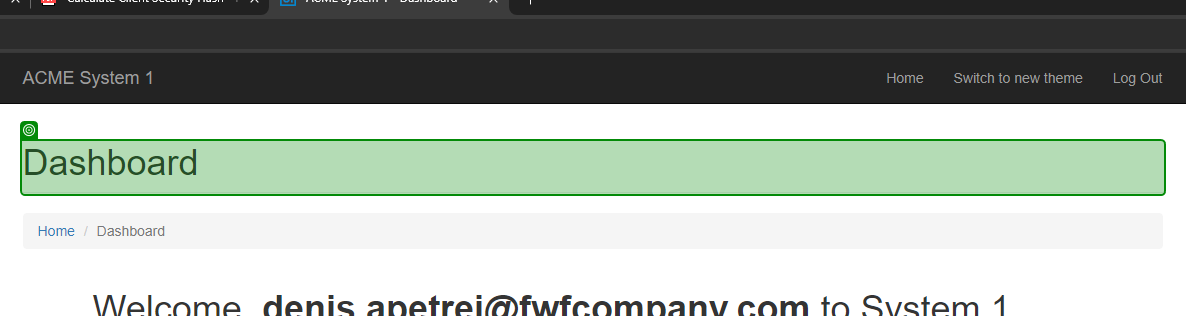 Calculate Client Security Hash
ACME System 1 - Dashboard
ACME System 1
Home Switch to new theme Log Out
Dashboard
Home / Dashboard
Welcome, denis.apetrei@fwfcompany.com to System 1